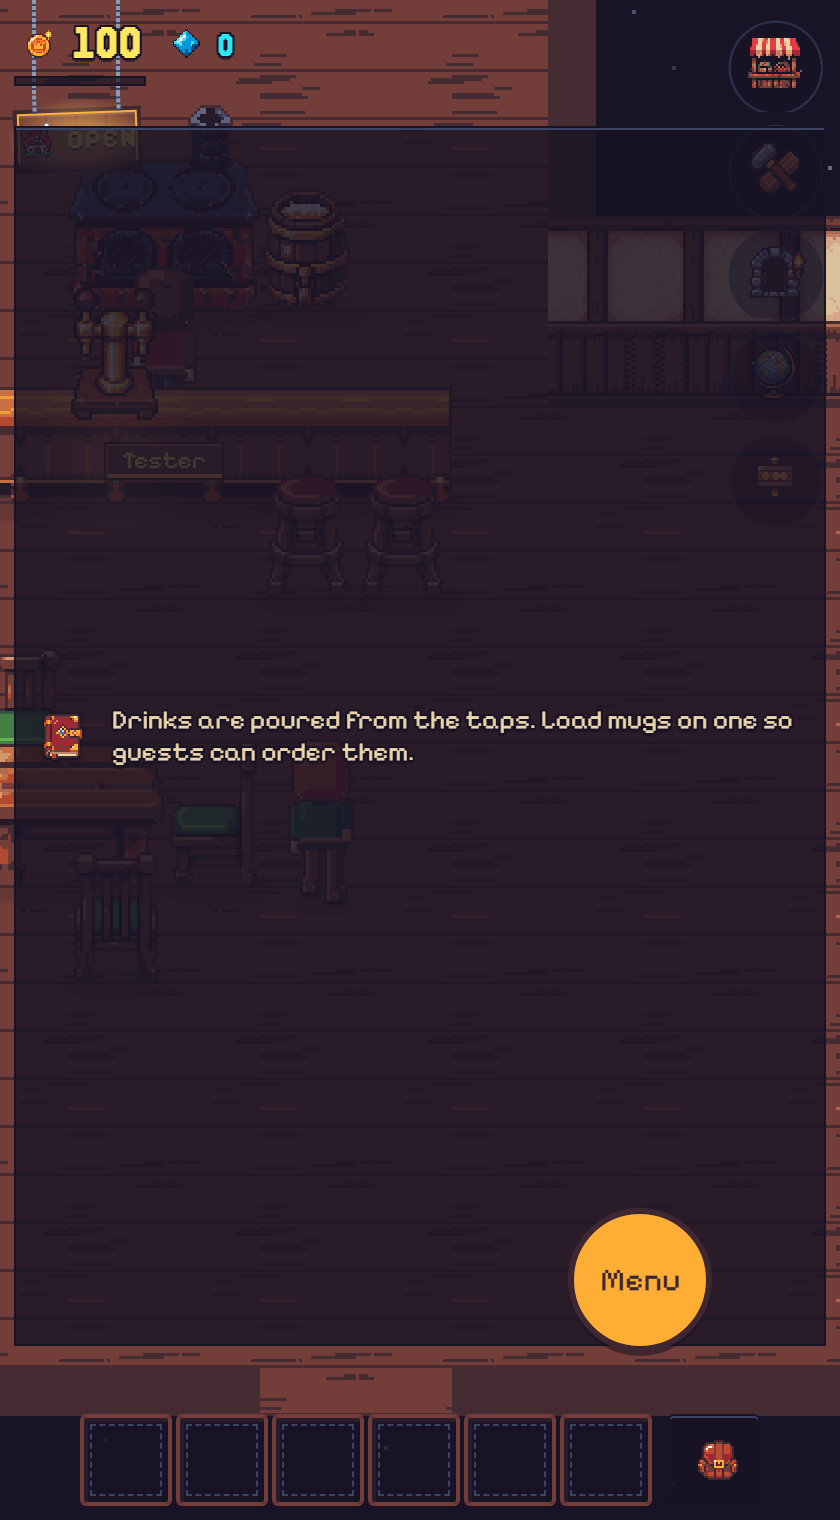 100
0
OPEN
Tester
Drinks are poured from the taps. Load mugs on one so
guests can order them.
Menu